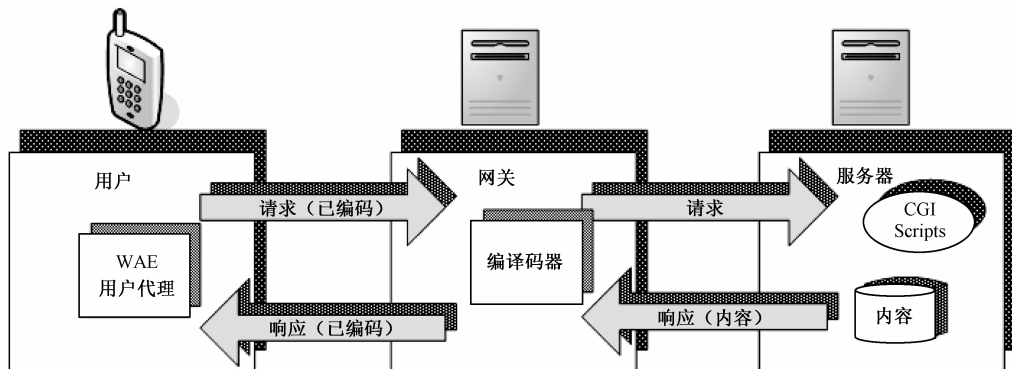 用户
网关
服务器
请求（已编码）
请求
CGI
Scripts
WAE
用户代理
编译码器
响应（已编码）
响应（内容）
内容